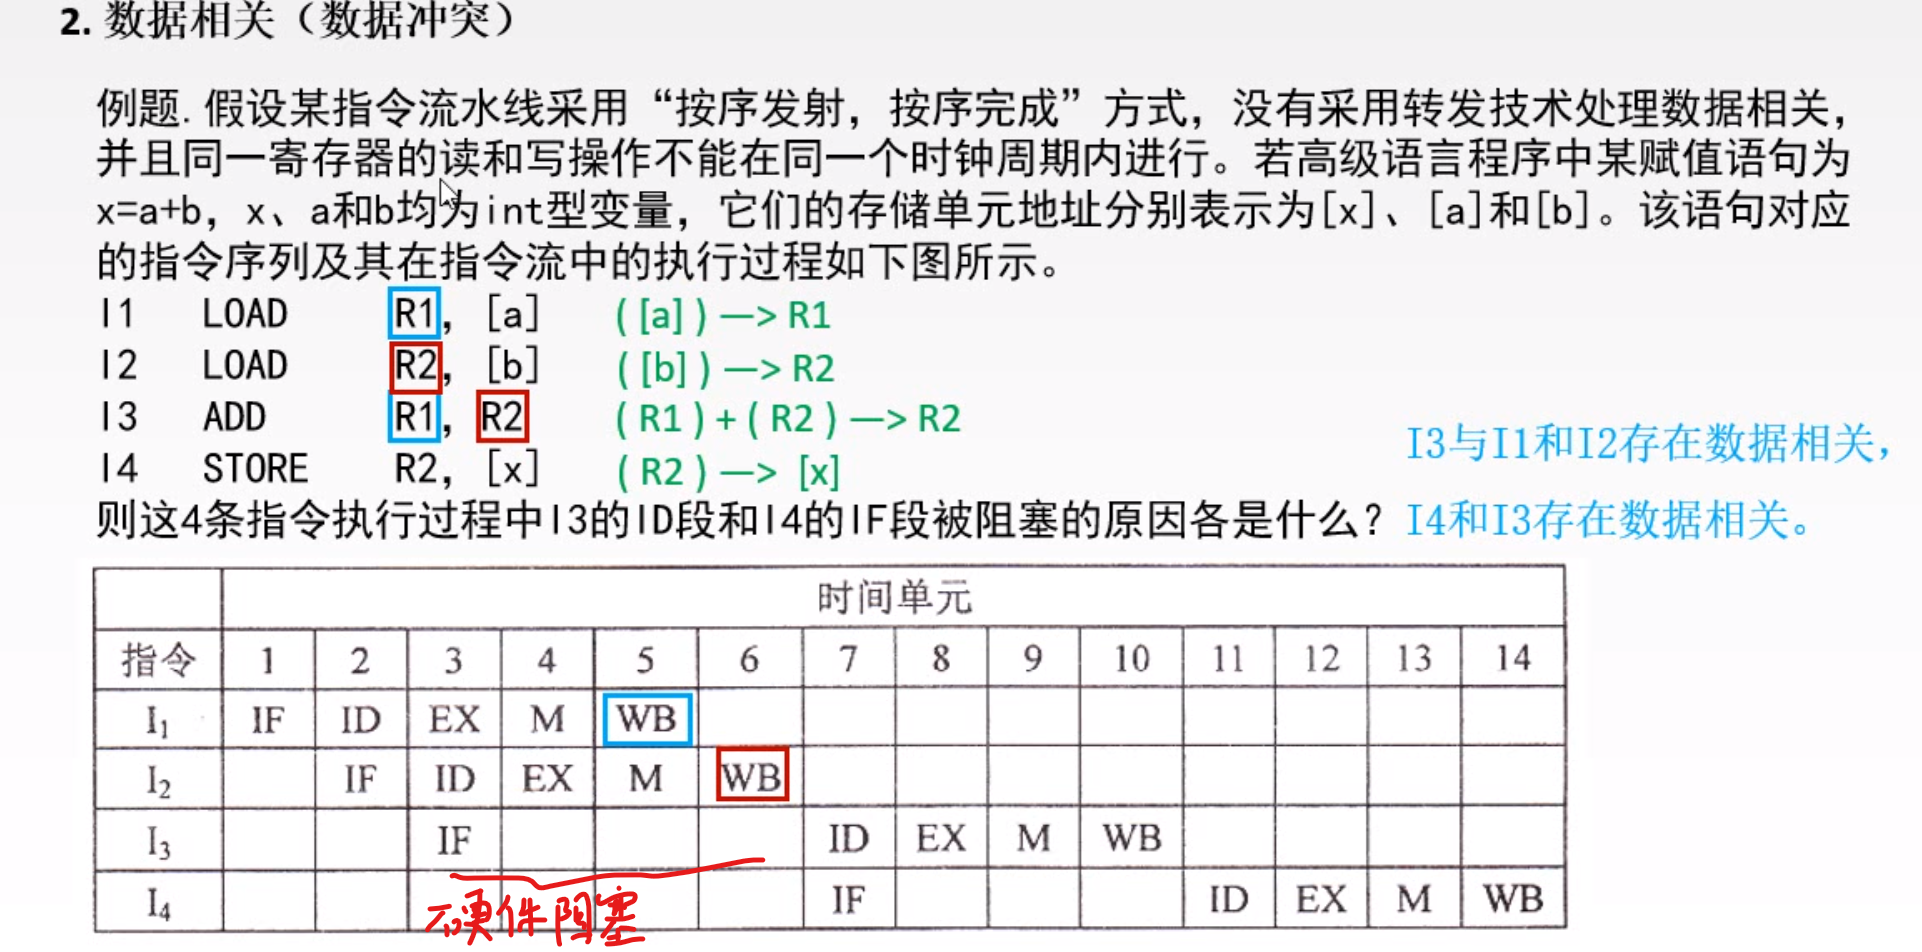 2. 数据相关（数据冲突）
例题. 假设某指令流水线采用“按序发射，按序完成”方式，没有采用转发技术处理数据相关，
并且同一寄存器的读和写操作不能在同一个时钟周期内进行。若高级语言程序中某赋值语句为
x=a+b，x、a和b均为int型变量，它们的存储单元地址分别表示为[x]、[a]和[b]。该语句对应
的指令序列及其在指令流中的执行过程如下图所示。
I1 LOAD R1, [a] ([a]) —> R1
I2 LOAD R2, [b] ([b]) —> R2
I3 ADD R1, R2 (R1)+(R2) —> R2
I4 STORE R2, [x] (R2) —> [x]
I3与I1和I2存在数据相关，
则这4条指令执行过程中I3的ID段和I4的IF段被阻塞的原因各是什么？ I4和I3存在数据相关。
时间单元
指令 1 2 3 4 5 6 7 8 9 10 11 12 13 14
I₁ IF ID EX M WB
I₂ IF ID EX M WB
I₃ IF ID EX M WB
I₄ IF ID EX M WB
硬件阻塞